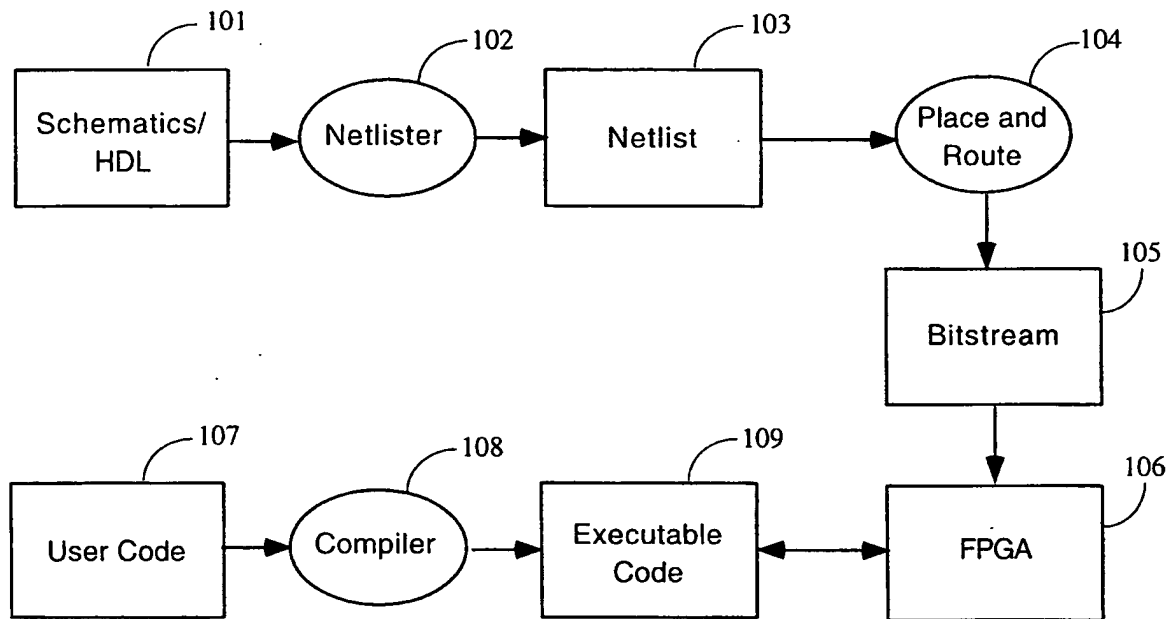 101
102
103
104
Schematics/
HDL
Netlister
Netlist
Place and
Route
105
Bitstream
107
108
109
106
User Code
Compiler
Executable
Code
FPGA